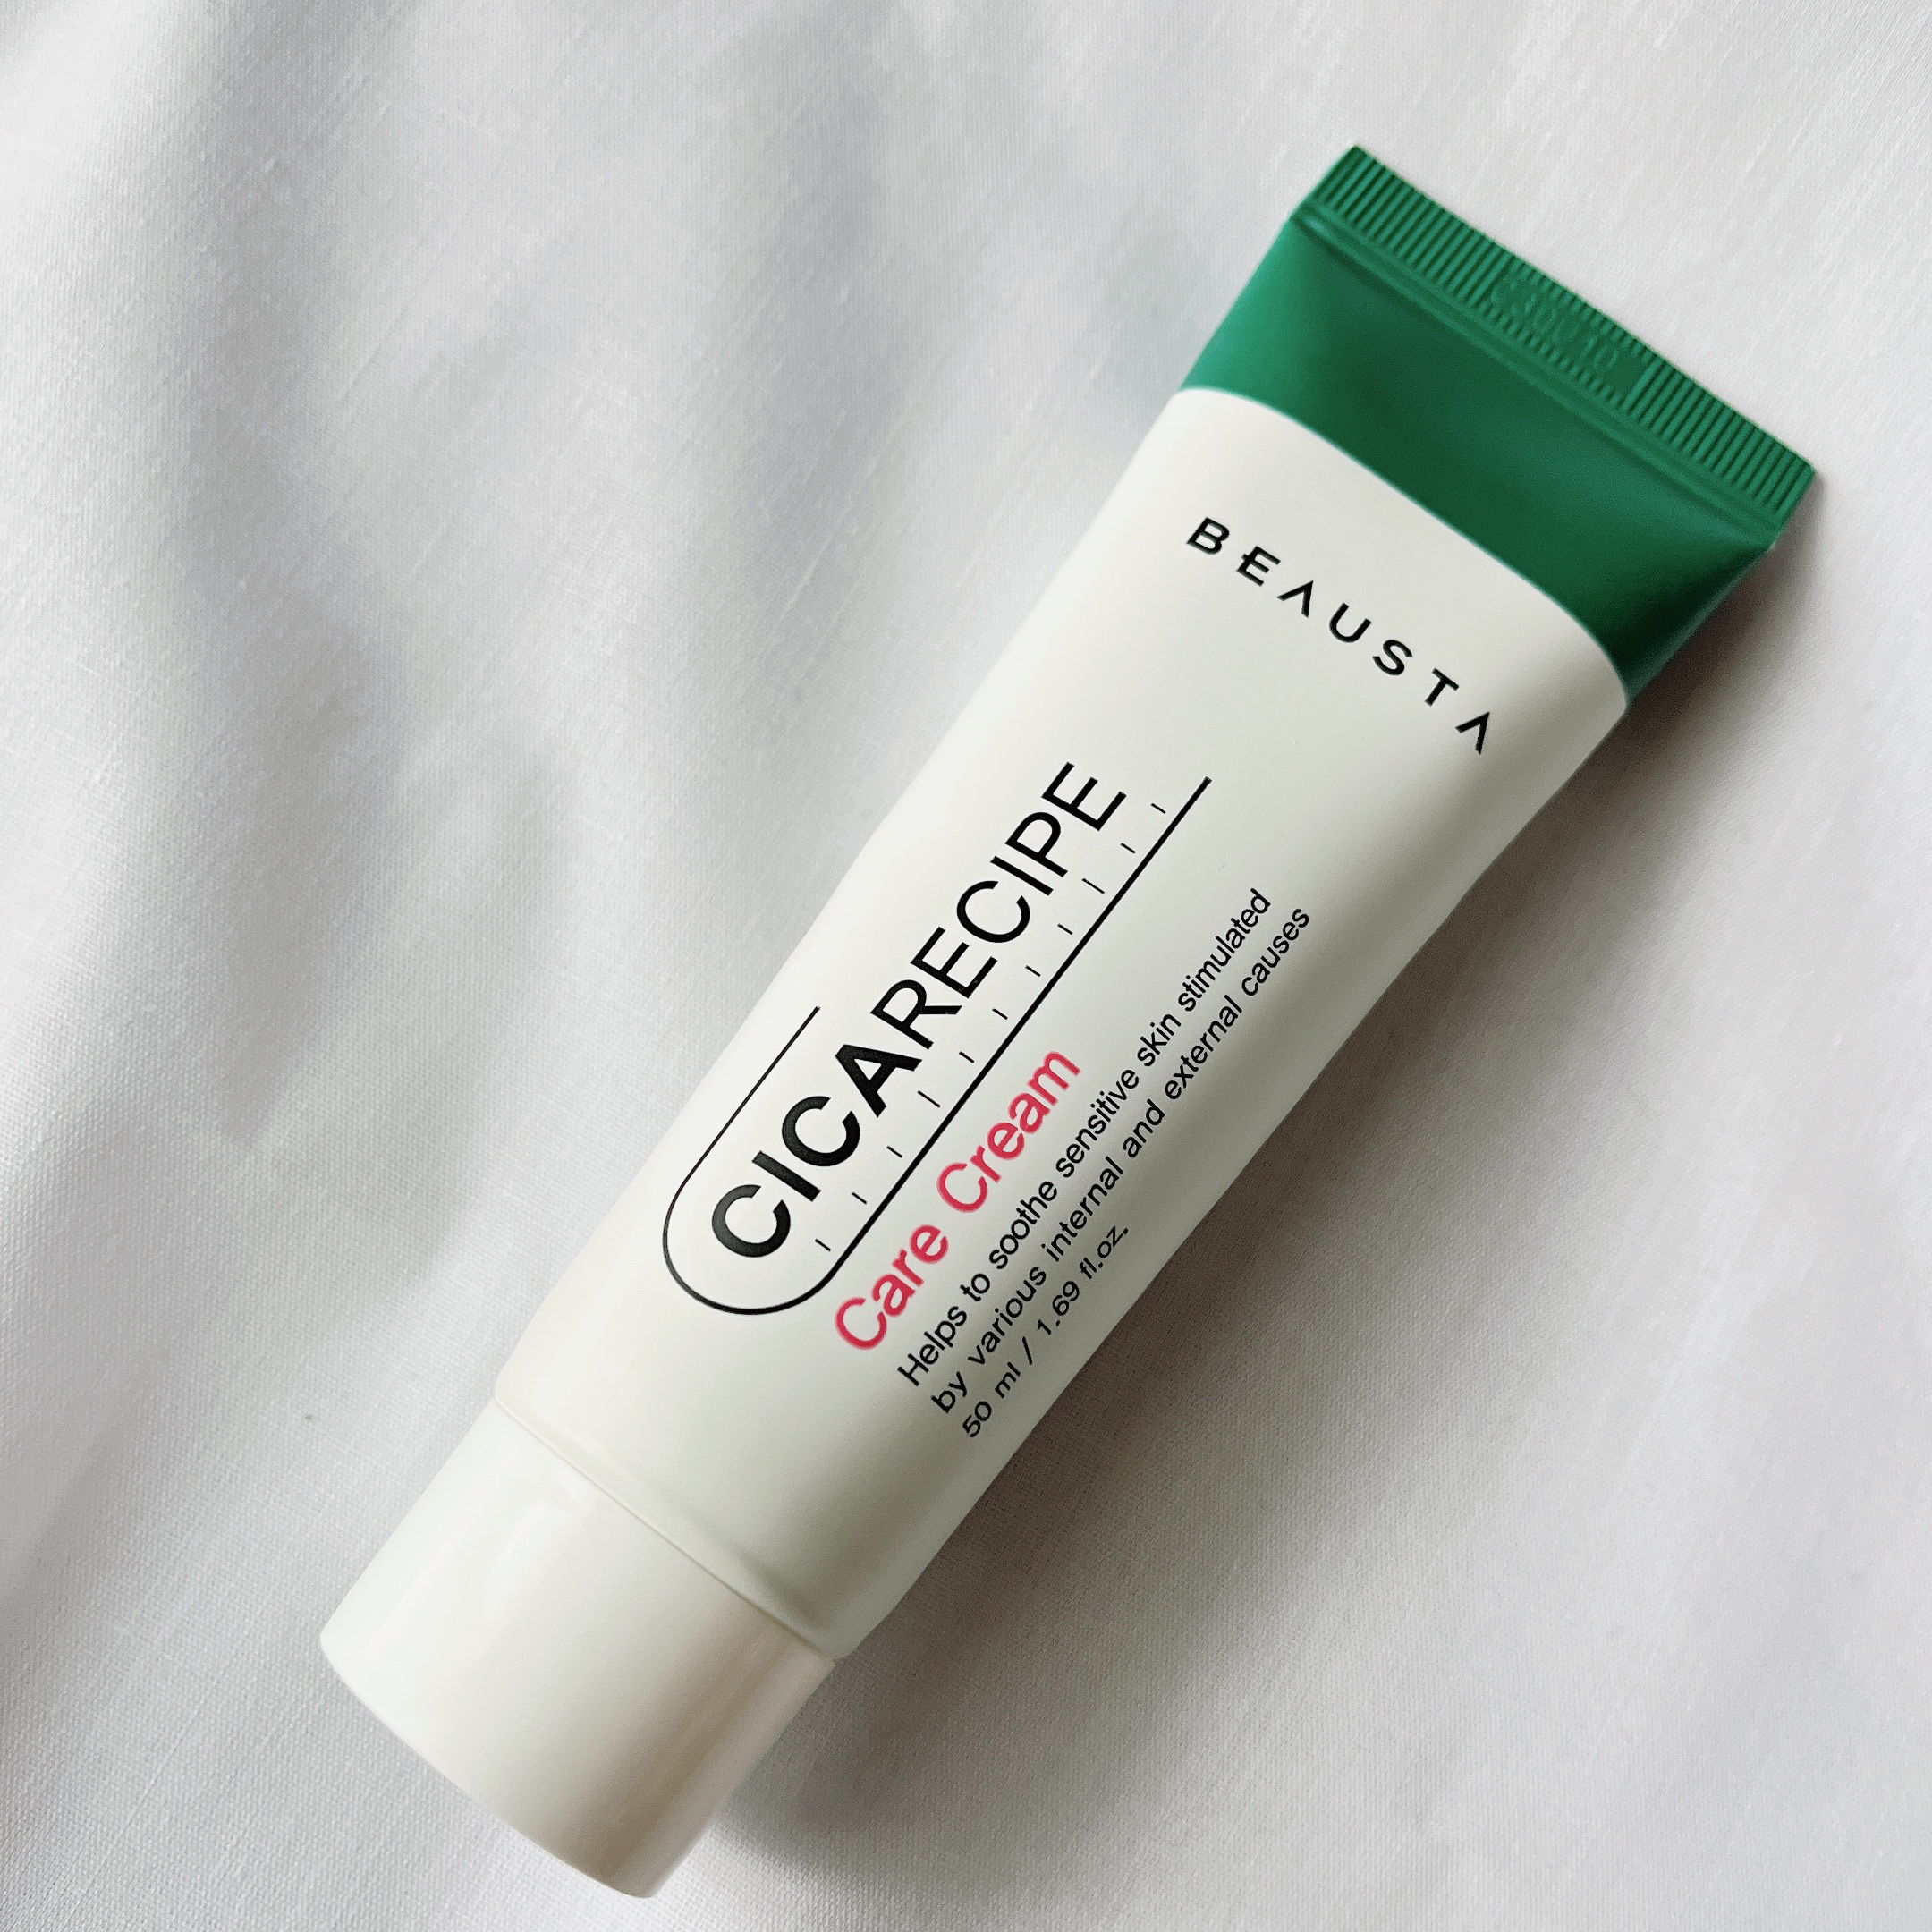 BEAUSTA
CICARECIPE
Care Cream
Helps to soothe sensitive skin stimulated
by various internal and external causes
50 ml / 1.69 fl.oz.